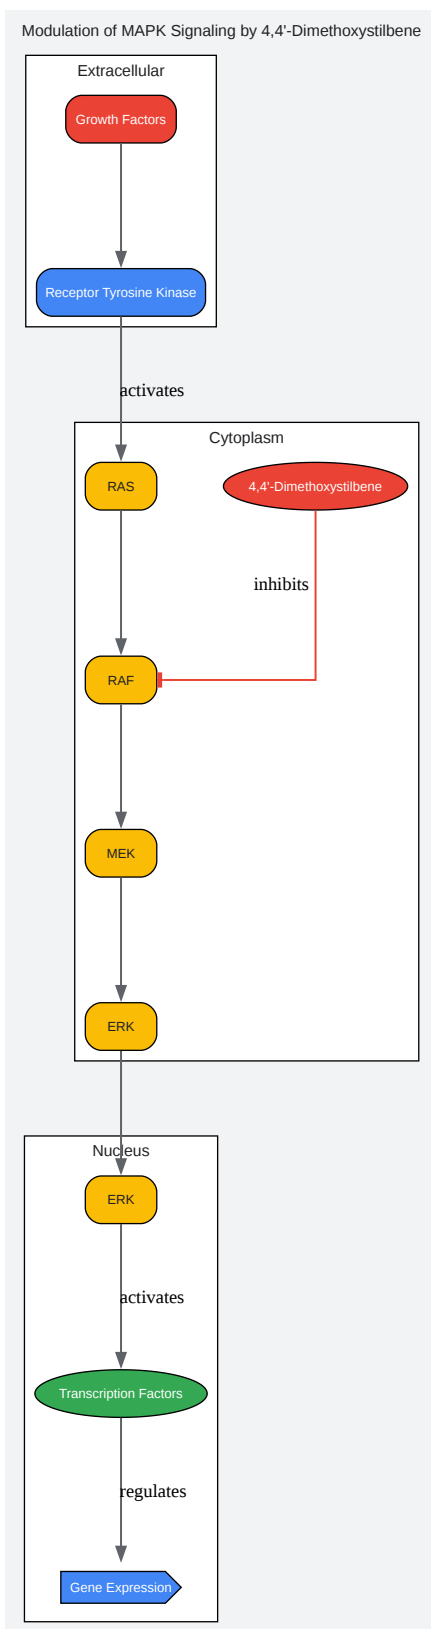 Modulation of MAPK Signaling by 4,4'-Dimethoxystilbene
Extracellular
Growth Factors
Receptor Tyrosine Kinase
activates
Cytoplasm
RAS
4,4'-Dimethoxystilbene
inhibits
RAF
MEK
ERK
Nucleus
ERK
activates
Transcription Factors
regulates
Gene Expression